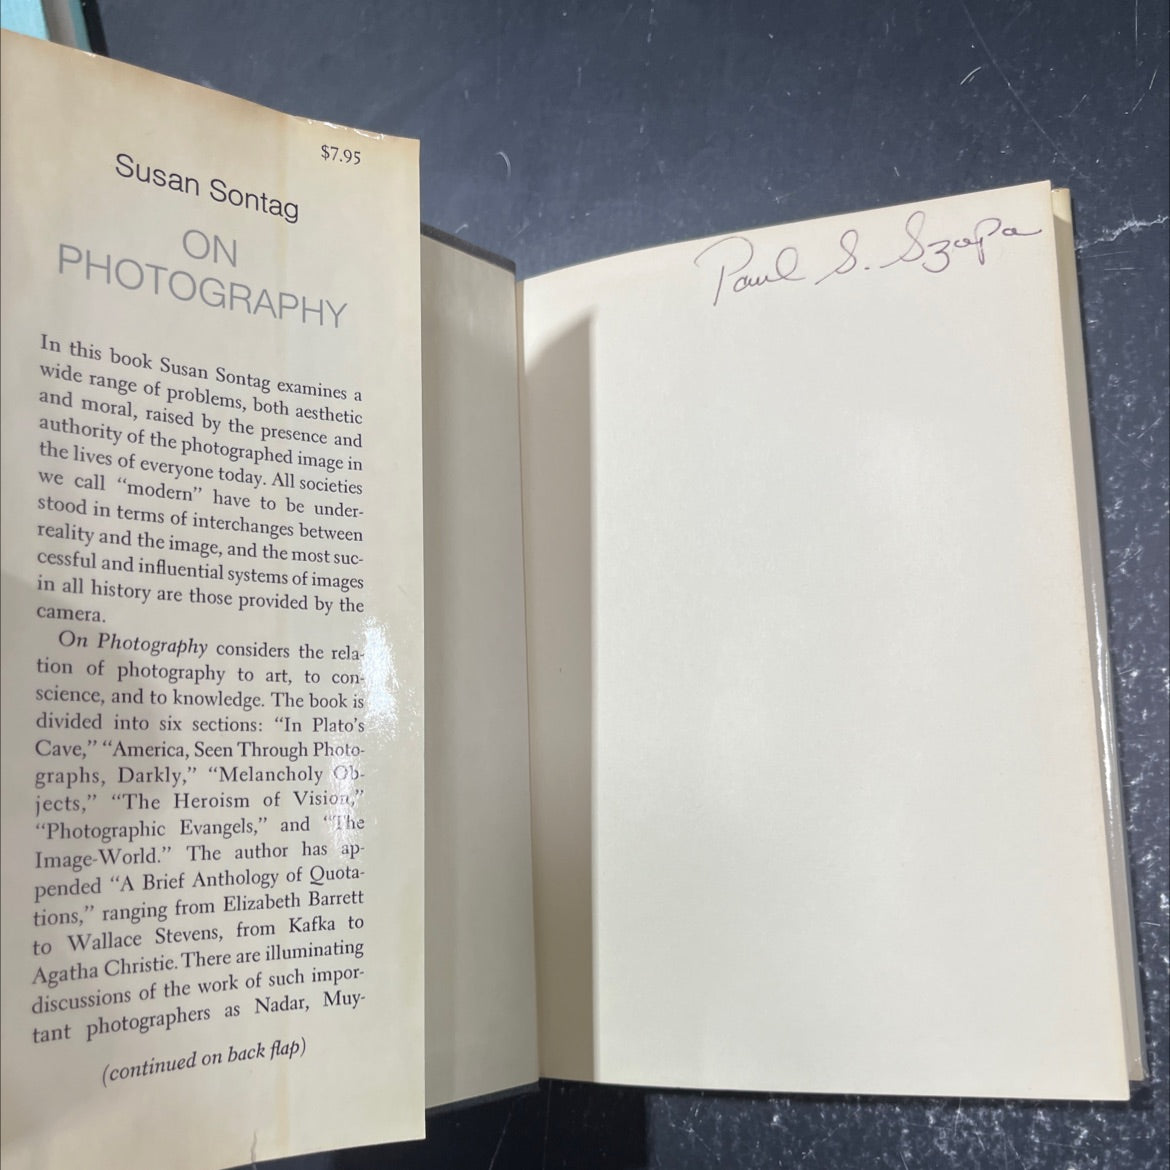 $7.95
Susan Sontag
ON
PHOTOGRAPHY
In this book Susan Sontag examines a
wide range of problems, both aesthetic
and moral, raised by the presence and
authority of the photographed image in
the lives of everyone today. All societies
we call “modern” have to be under-
stood in terms of interchanges between
reality and the image, and the most suc-
cessful and influential systems of images
in all history are those provided by the
camera.
On Photography considers the rela-
tion of photography to art, to con-
science, and to knowledge. The book is
divided into six sections: “In Plato’s
Cave,” “America, Seen Through Photo-
graphs, Darkly,” “Melancholy Ob-
jects,” “The Heroism of Vision,”
“Photographic Evangels,” and “The
Image-World.” The author has ap-
pended “A Brief Anthology of Quota-
tions,” ranging from Elizabeth Barrett
to Wallace Stevens, from Kafka to
Agatha Christie. There are illuminating
discussions of the work of such impor-
tant photographers as Nadar, Muy-
(continued on back flap)
Paul S. Szapa